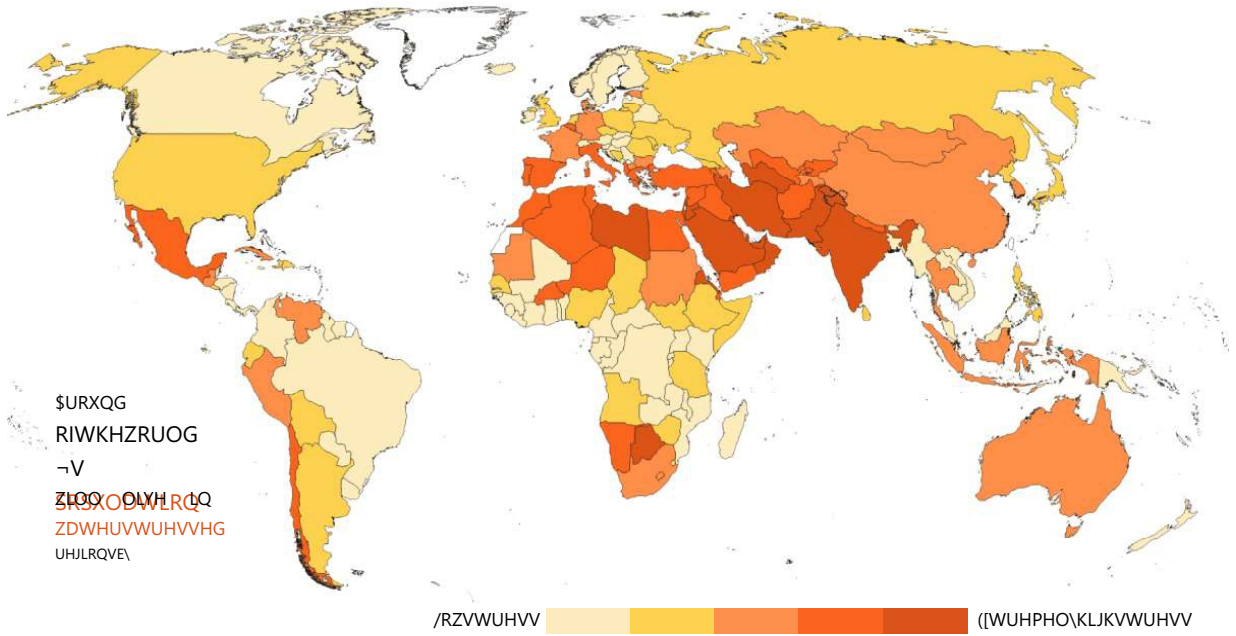 $URXQG
RIWKHZRUOG
¬V
SRSXODWLRQ
ZLOO OLYH LQ
ZDWHUVWUHVVHG
UHJLRQVE\
/RZVWUHVV
([WUHPHO\KLJKVWUHVV